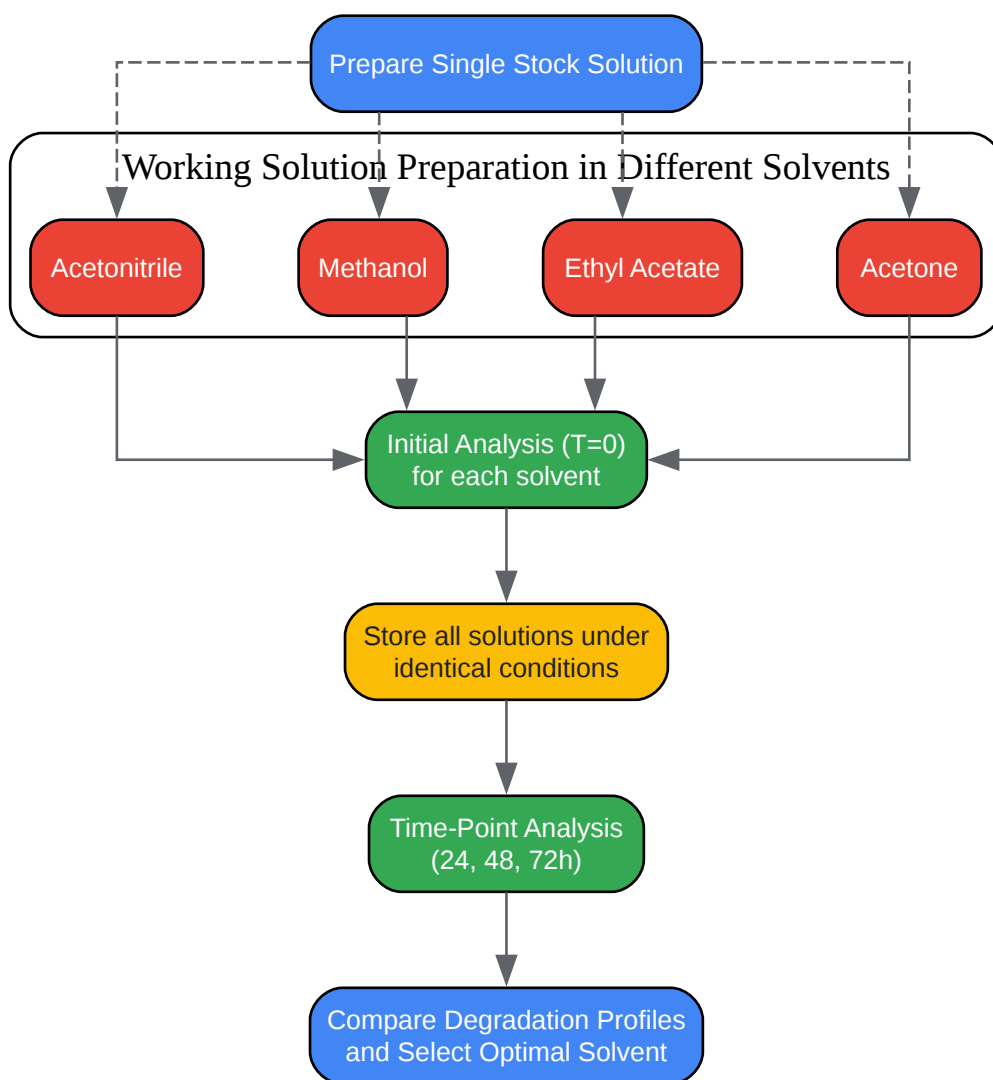 Prepare Single Stock Solution
Working Solution Preparation in Different Solvents
Acetonitrile
Methanol
Ethyl Acetate
Acetone
Initial Analysis (T=0)
for each solvent
Store all solutions under
identical conditions
Time-Point Analysis
(24, 48, 72h)
Compare Degradation Profiles
and Select Optimal Solvent